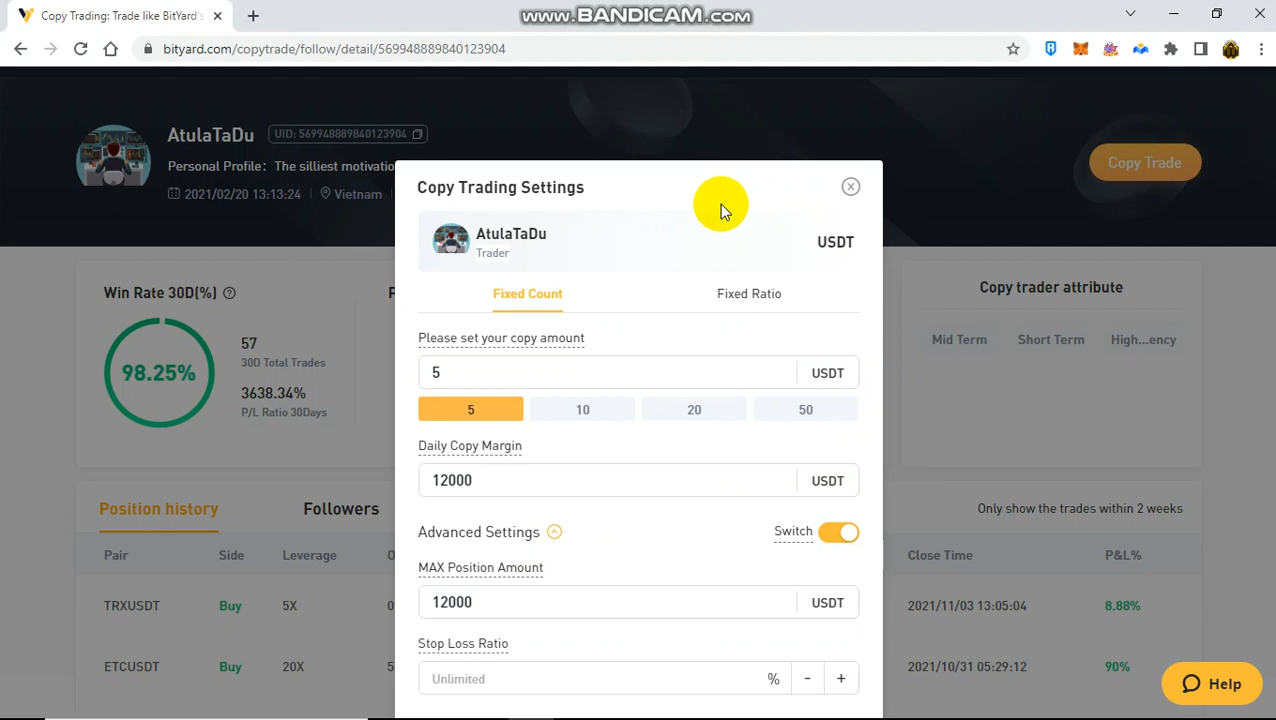 Copy Trading: Trade like BitYard's
www.BANDICAM.com
bityard.com/copytrade/follow/detail/569948889840123904
AtulaTaDu
UID: 569948889840123904
Personal Profile: The silliest motivatio
2021/02/20 13:13:24
Vietnam
Copy Trade
Copy Trading Settings
AtulaTaDu
Trader
USDT
Fixed Count
Fixed Ratio
Please set your copy amount
5 USDT
5 10 20 50
Daily Copy Margin
12000 USDT
Advanced Settings
Switch
MAX Position Amount
12000 USDT
Stop Loss Ratio
Unlimited % - +
Win Rate 30D(%)
98.25%
57
30D Total Trades
3638.34%
P/L Ratio 30Days
P
Copy trader attribute
Mid Term Short Term High...ency
Position history Followers
Only show the trades within 2 weeks
Pair Side Leverage O Close Time P&L%
TRXUSDT Buy 5X 0 2021/11/03 13:05:04 8.88%
ETCUSDT Buy 20X 5 2021/10/31 05:29:12 90%
Help